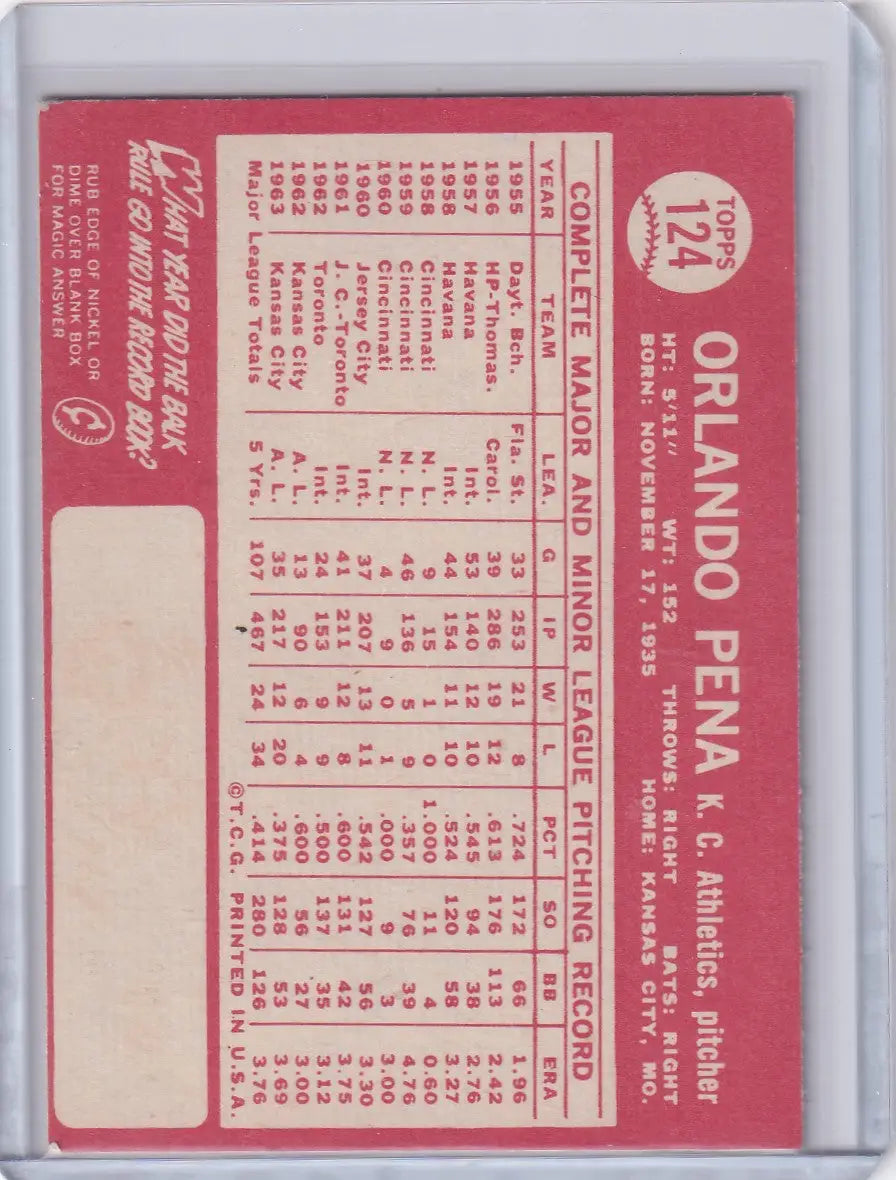 TOPPS
124
ORLANDO PENA K. C. Athletics, pitcher
HT: 5'11" WT: 152 THROWS: RIGHT BATS: RIGHT
BORN: NOVEMBER 17, 1935 HOME: KANSAS CITY, MO.
COMPLETE MAJOR AND MINOR LEAGUE PITCHING RECORD
YEAR TEAM LEA. G IP W L PCT SO BB ERA
1955 Dayt. Bch. Fla. St. 33 253 21 8 .724 172 66 1.96
1956 HP-Thomas. Carol. 39 286 19 12 .613 176 113 2.42
1957 Havana Int. 53 140 12 10 .545 94 38 2.76
1958 Havana Int. 44 154 11 10 .524 120 58 3.27
1958 Cincinnati N. L. 9 15 1 0 1.000 11 4 0.60
1959 Cincinnati N. L. 46 136 5 9 .357 76 39 4.76
1960 Cincinnati N. L. 4 9 0 1 .000 9 3 3.00
1960 Jersey City Int. 37 207 13 11 .542 127 56 3.30
1961 J. C.-Toronto Int. 41 211 12 8 .600 131 42 3.75
1962 Toronto Int. 24 153 9 9 .500 137 35 3.12
1962 Kansas City A. L. 13 90 6 4 .600 56 27 3.00
1963 Kansas City A. L. 35 217 12 20 .375 128 53 3.69
Major League Totals 5 Yrs. 107 467 24 34 .414 280 126 3.76
©T.C.G. PRINTED IN U.S.A.
WHAT YEAR DID THE BALK
RULE GO INTO THE RECORD BOOK?
RUB EDGE OF NICKEL OR
DIME OVER BLANK BOX
FOR MAGIC ANSWER